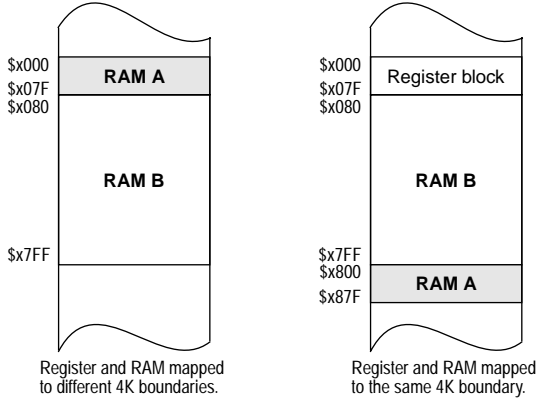 $x000
RAM A
$x07F
$x080
RAM B
$x7FF
Register and RAM mapped
to different 4K boundaries.
$x000
Register block
$x07F
$x080
RAM B
$x7FF
$x800
RAM A
$x87F
Register and RAM mapped
to the same 4K boundary.